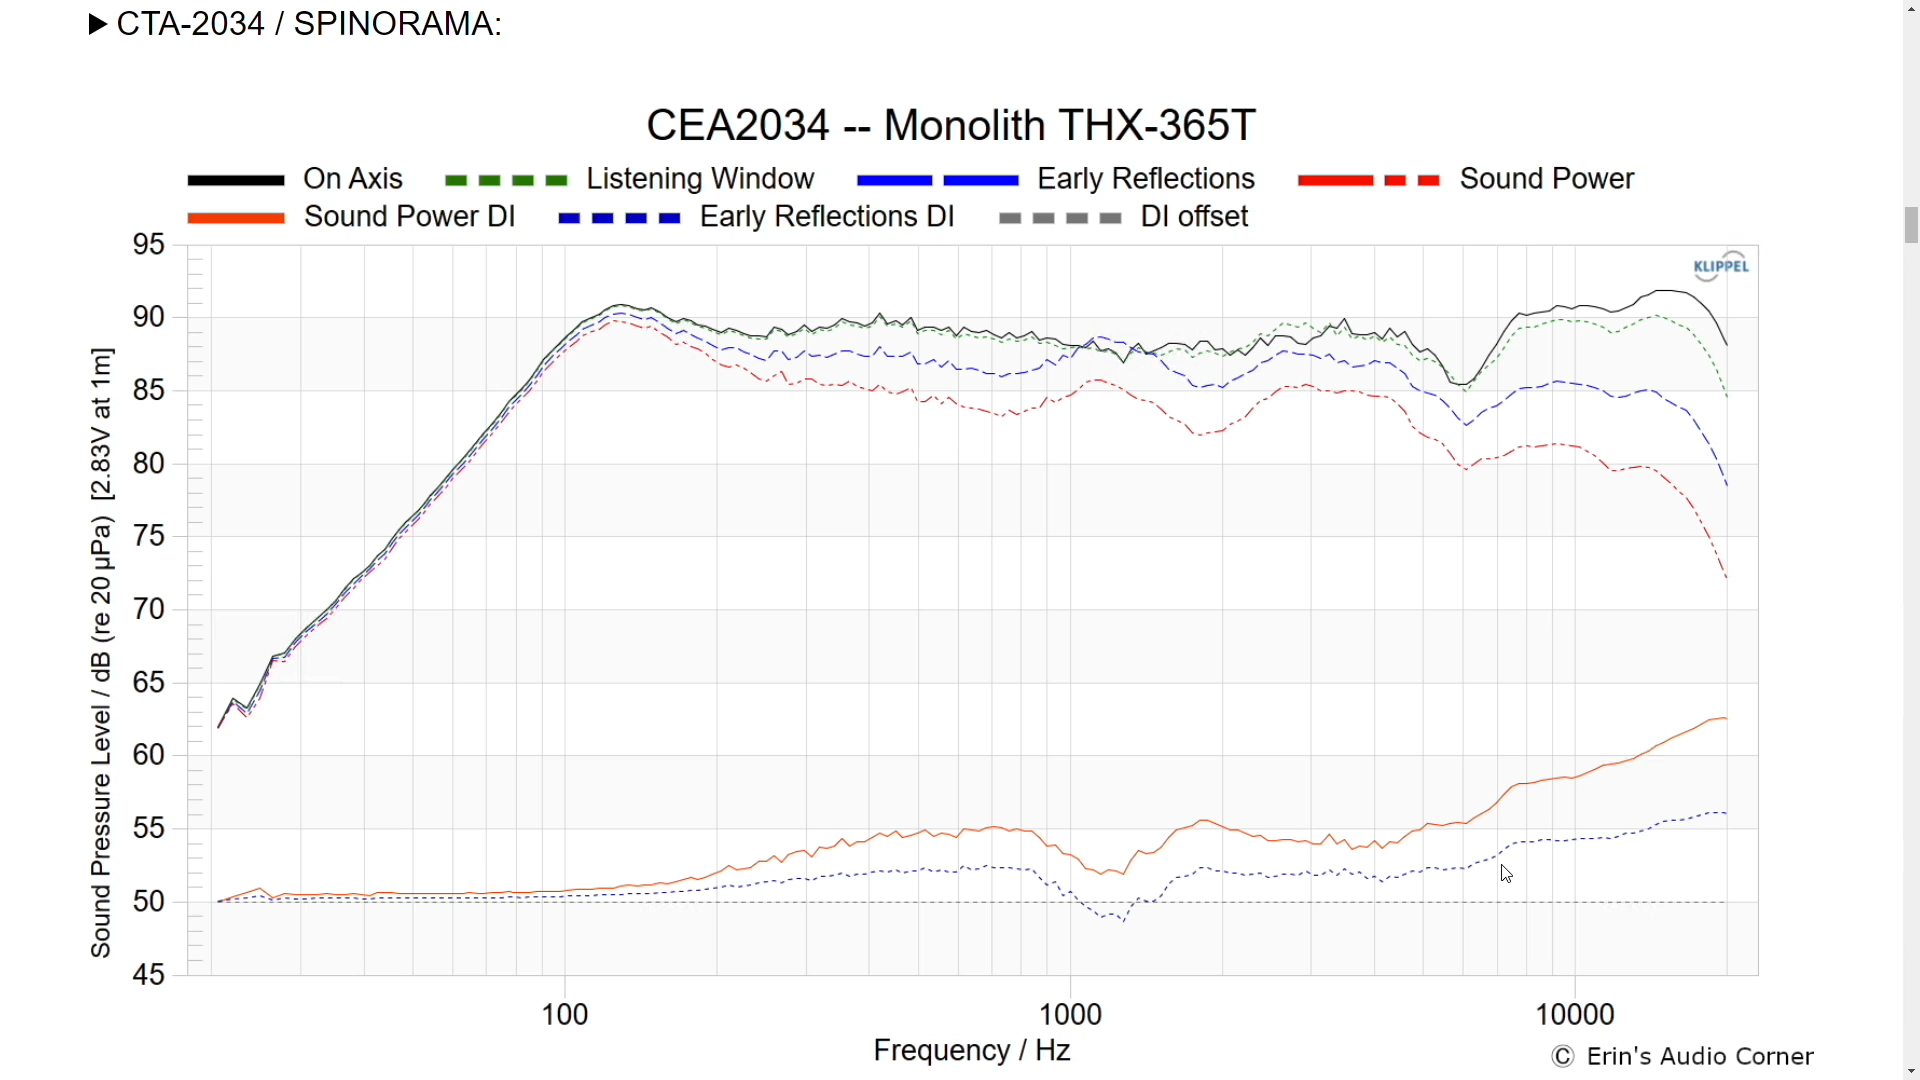 ▶ CTA-2034 / SPINORAMA:
CEA2034 -- Monolith THX-365T
On Axis Listening Window Early Reflections Sound Power
Sound Power DI Early Reflections DI DI offset
KLIPPEL
95
90
85
80
75
70
65
60
55
50
45
Sound Pressure Level / dB (re 20 µPa) [2.83V at 1m]
100 1000 10000
Frequency / Hz
© Erin's Audio Corner